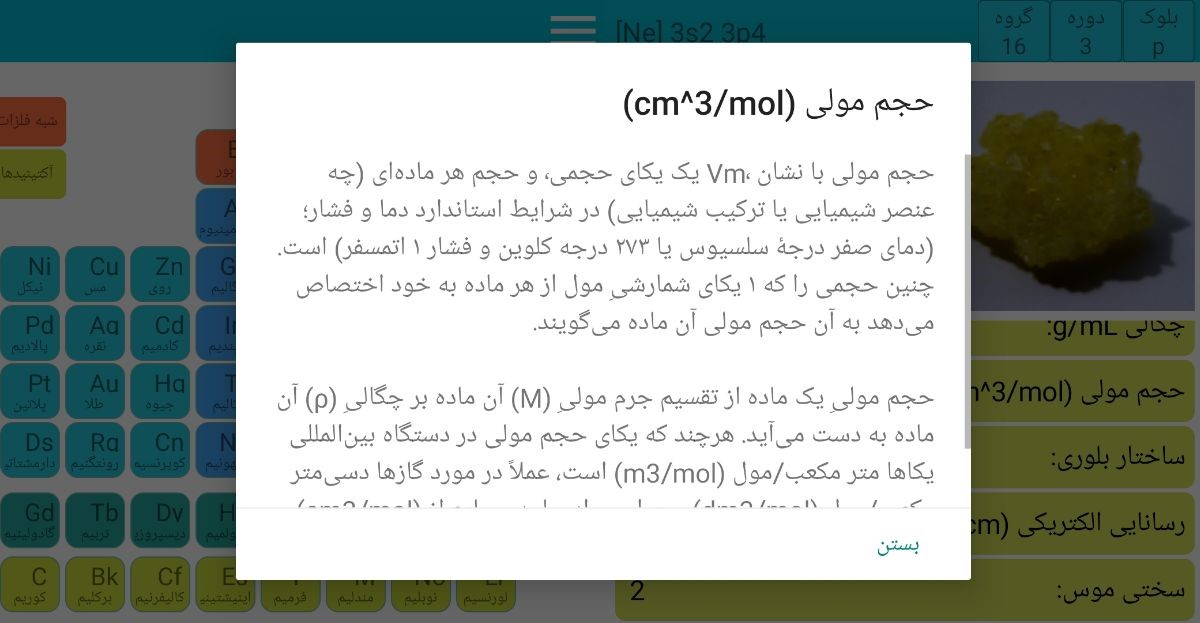 [Ne] 3s2 3p4
بلوک
p
دوره
3
گروه
16
حجم مولی (cm^3/mol)
حجم مولی با نشان Vm، یک یکای حجمی، و حجم هر ماده‌ای (چه
عنصر شیمیایی یا ترکیب شیمیایی) در شرایط استاندارد دما و فشار؛
(دمای صفر درجهٔ سلسیوس یا ۲۷۳ درجه کلوین و فشار ۱ اتمسفر) است.
چنین حجمی را که ۱ یکای شمارشیِ مول از هر ماده به خود اختصاص
می‌دهد به آن حجم مولی آن ماده می‌گویند.
حجم مولیِ یک ماده از تقسیم جرم مولیِ (M) آن ماده بر چگالیِ (ρ) آن
ماده به دست می‌آید. هرچند که یکای حجم مولی در دستگاه بین‌المللی
یکاها متر مکعب/مول (m3/mol) است، عملاً در مورد گازها دسی‌متر
بستن
چگالی g/mL:
حجم مولی (cm^3/mol)
ساختار بلوری:
رسانایی الکتریکی
سختی موس:
2
شبه فلزات
آکتینیدها
بور
Ni
نیکل
Cu
مس
Zn
روی
Pd
پالادیم
Ag
نقره
Cd
کادمیم
Pt
پلاتین
Au
طلا
Hg
جیوه
Ds
Rg
رونتگنیم
Cn
Gd
گادولینیم
Tb
تربیم
Dy
C
کوریم
Bk
برکلیم
Cf
کالیفرنیم
فرمیم
مندلیم
نوبلیم
لورنسیم